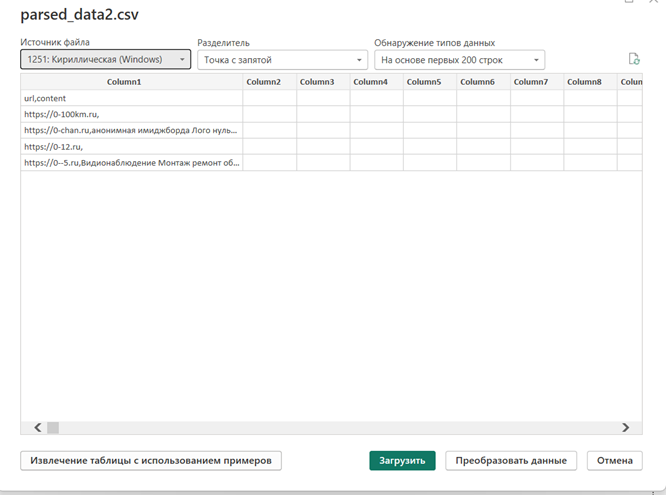 parsed_data2.csv
Источник файла
Разделитель
Обнаружение типов данных
1251: Кириллическая (Windows)
Точка с запятой
На основе первых 200 строк
Column1 Column2 Column3 Column4 Column5 Column6 Column7 Column8 Colun
url,content
https://0-100km.ru,
https://0-chan.ru,анонимная имиджборда Лого нуль...
https://0-12.ru,
https://0--5.ru,Видионаблюдение Монтаж ремонт об...
Извлечение таблицы с использованием примеров
Загрузить
Преобразовать данные
Отмена